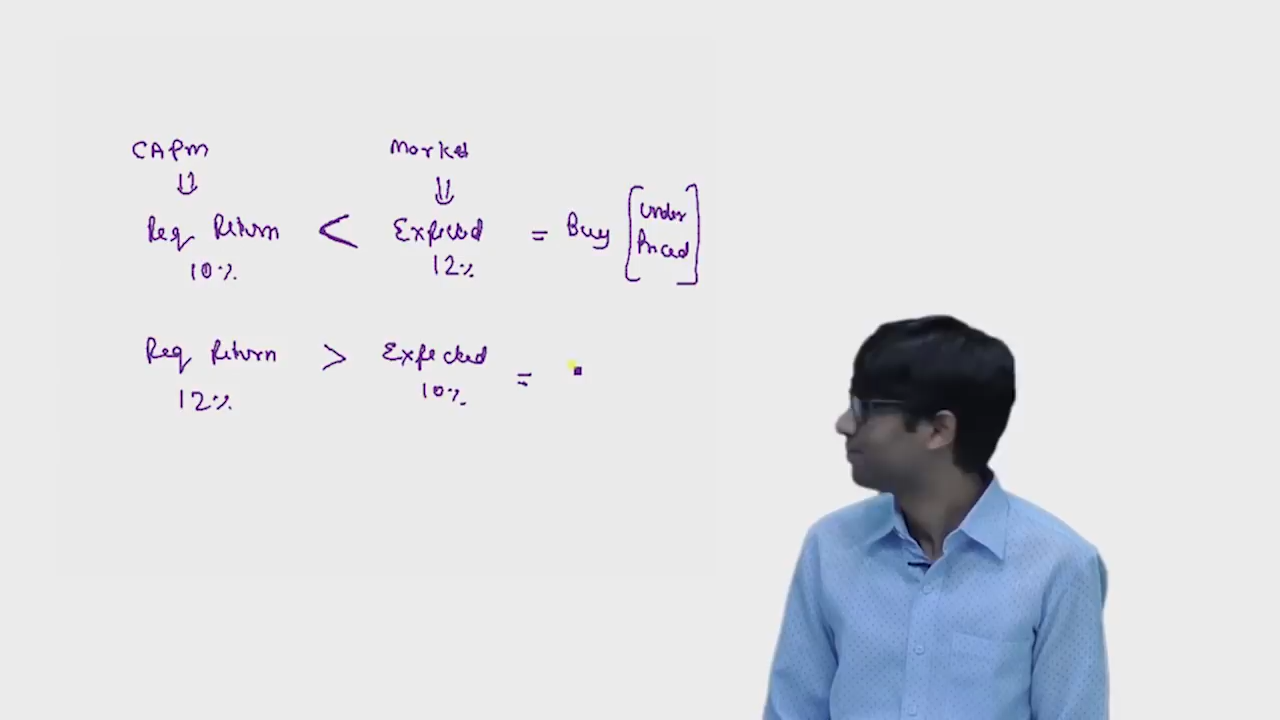 CAPM Market
⇓ ⇓
Req Return < Expected = Buy [Under Priced]
10% 12%
Req Return > Expected =
12% 10%